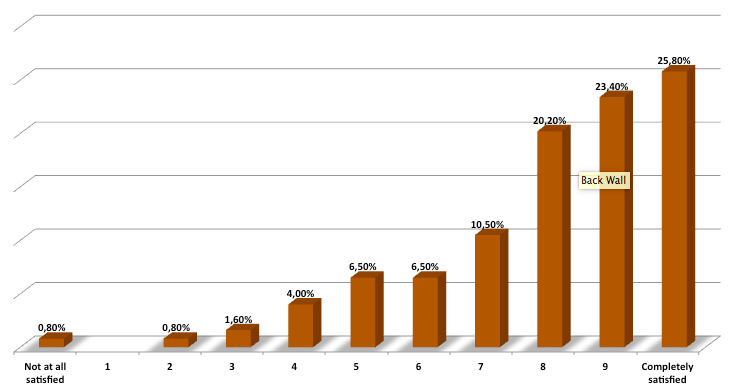 25,80%
23,40%
20,20%
Back Wall
10,50%
6,50% 6,50%
4,00%
1,60%
0,80% 0,80%
Not at all 1 2 3 4 5 6 7 8 9 Completely
satisfied satisfied